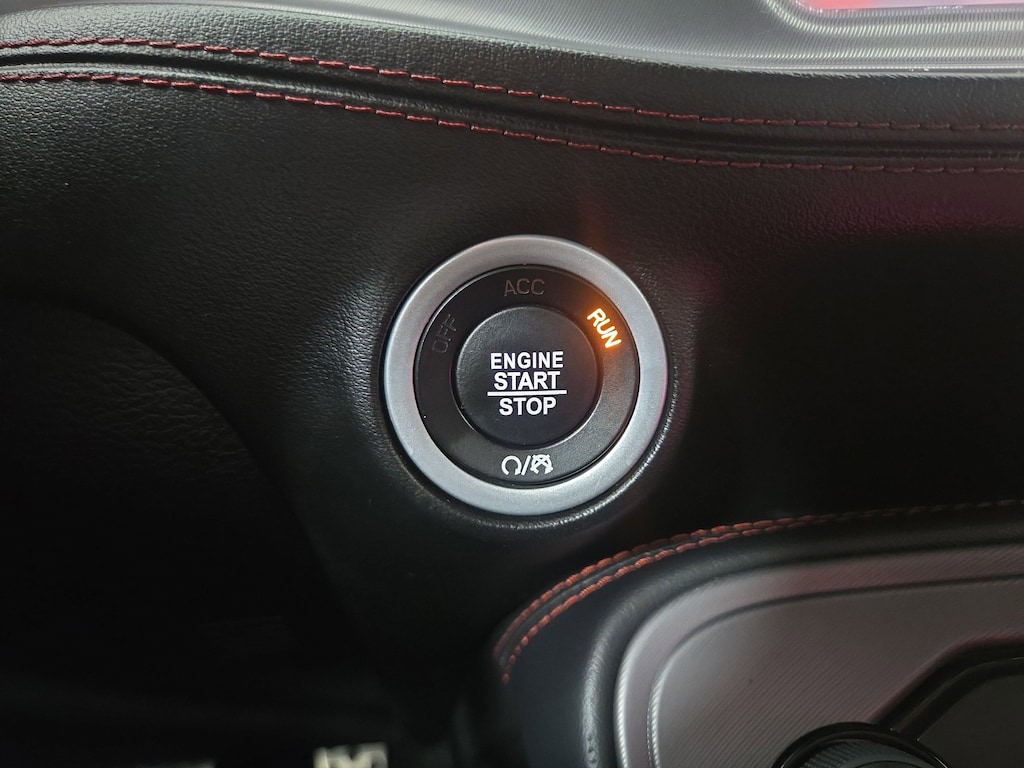 ACC
OFF
RUN
ENGINE
START
STOP